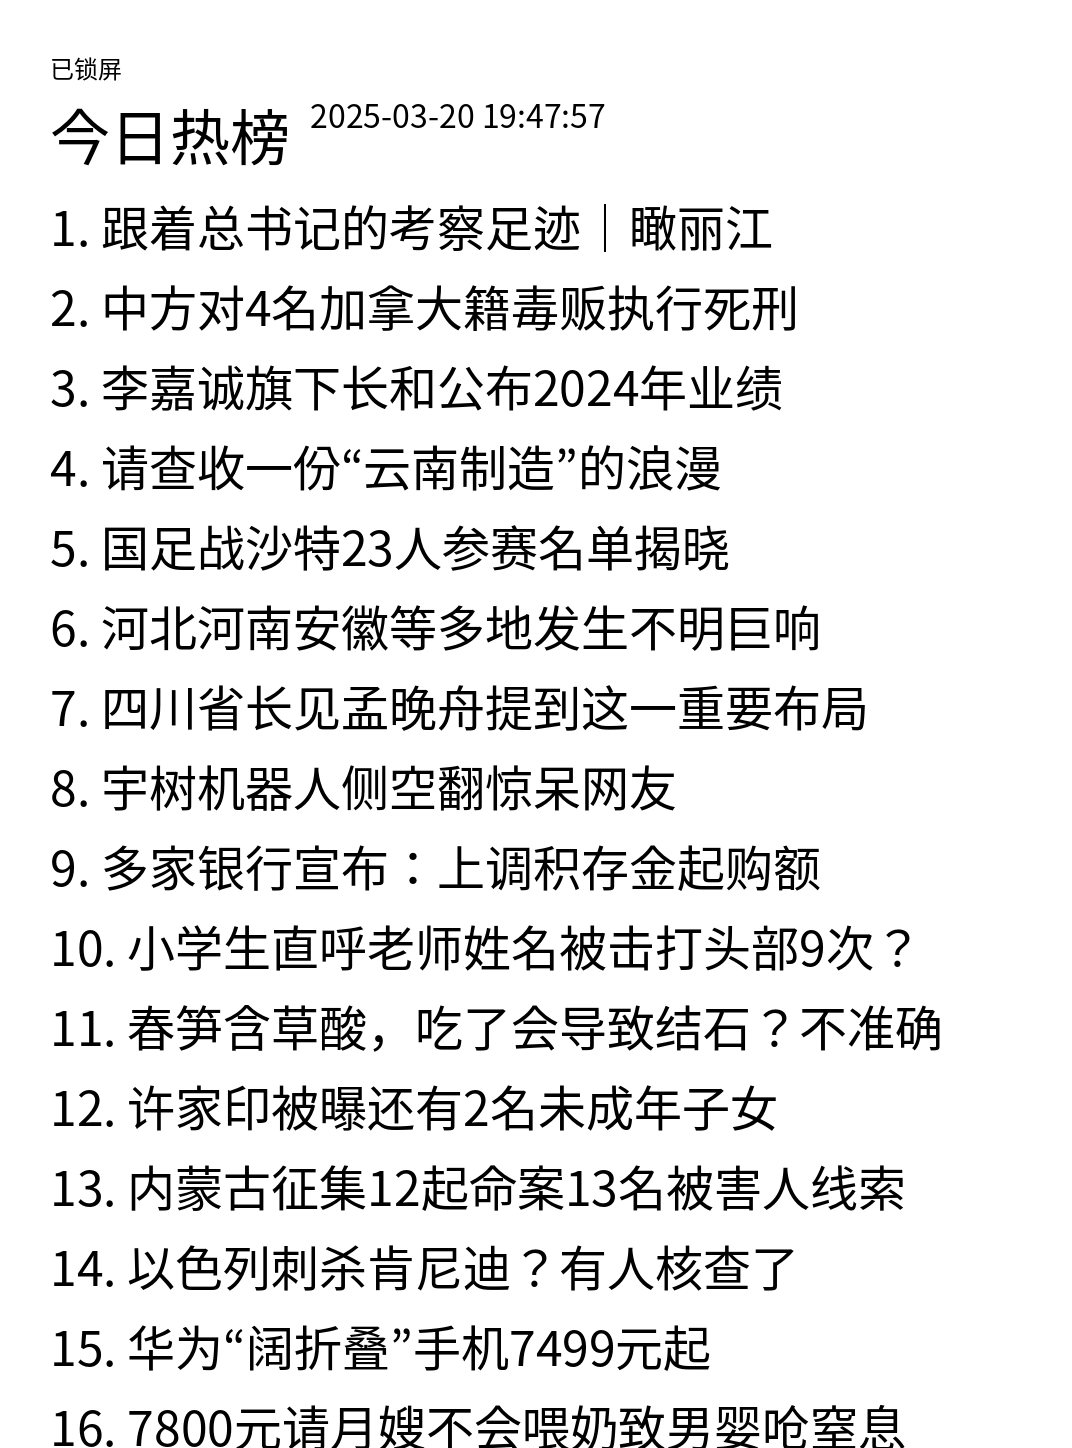 已锁屏
今日热榜 2025-03-20 19:47:57
1. 跟着总书记的考察足迹｜瞰丽江
2. 中方对4名加拿大籍毒贩执行死刑
3. 李嘉诚旗下长和公布2024年业绩
4. 请查收一份“云南制造”的浪漫
5. 国足战沙特23人参赛名单揭晓
6. 河北河南安徽等多地发生不明巨响
7. 四川省长见孟晚舟提到这一重要布局
8. 宇树机器人侧空翻惊呆网友
9. 多家银行宣布：上调积存金起购额
10. 小学生直呼老师姓名被击打头部9次？
11. 春笋含草酸，吃了会导致结石？不准确
12. 许家印被曝还有2名未成年子女
13. 内蒙古征集12起命案13名被害人线索
14. 以色列刺杀肯尼迪？有人核查了
15. 华为“阔折叠”手机7499元起
16. 7800元请月嫂不会喂奶致男婴呛窒息